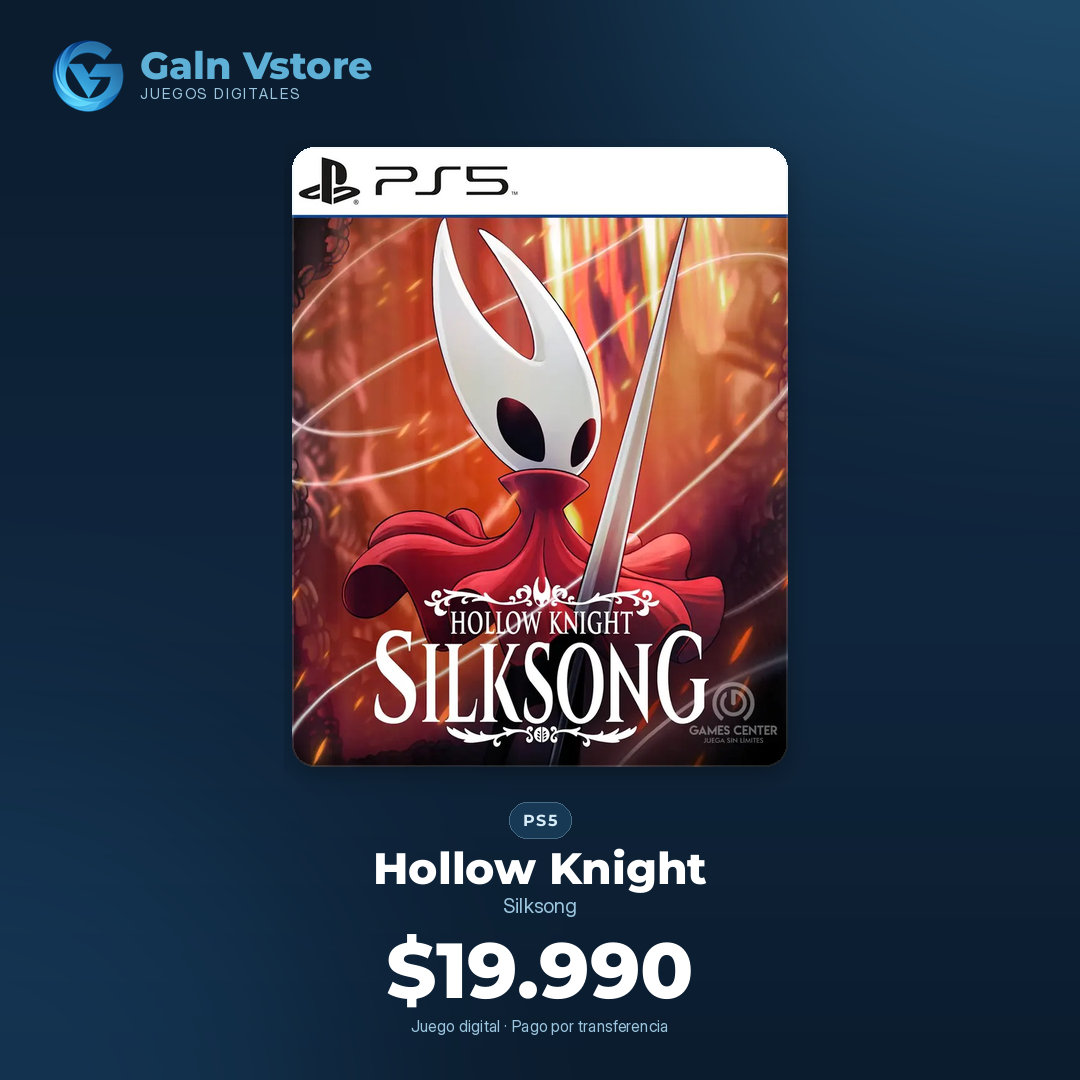 Galn Vstore
JUEGOS DIGITALES
PS5
HOLLOW KNIGHT
SILKSONG
GAMES CENTER
JUEGA SIN LÍMITES
PS5
Hollow Knight
Silksong
$19.990
Juego digital · Pago por transferencia